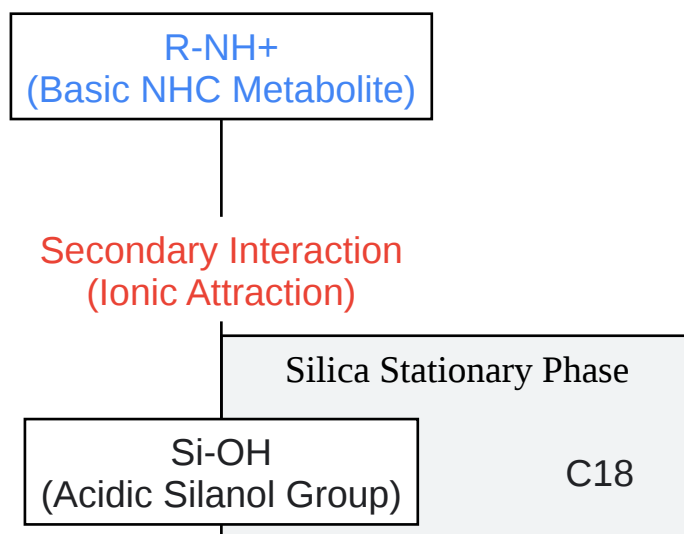 R-NH+
(Basic NHC Metabolite)
Secondary Interaction
(Ionic Attraction)
Silica Stationary Phase
Si-OH
(Acidic Silanol Group)
C18